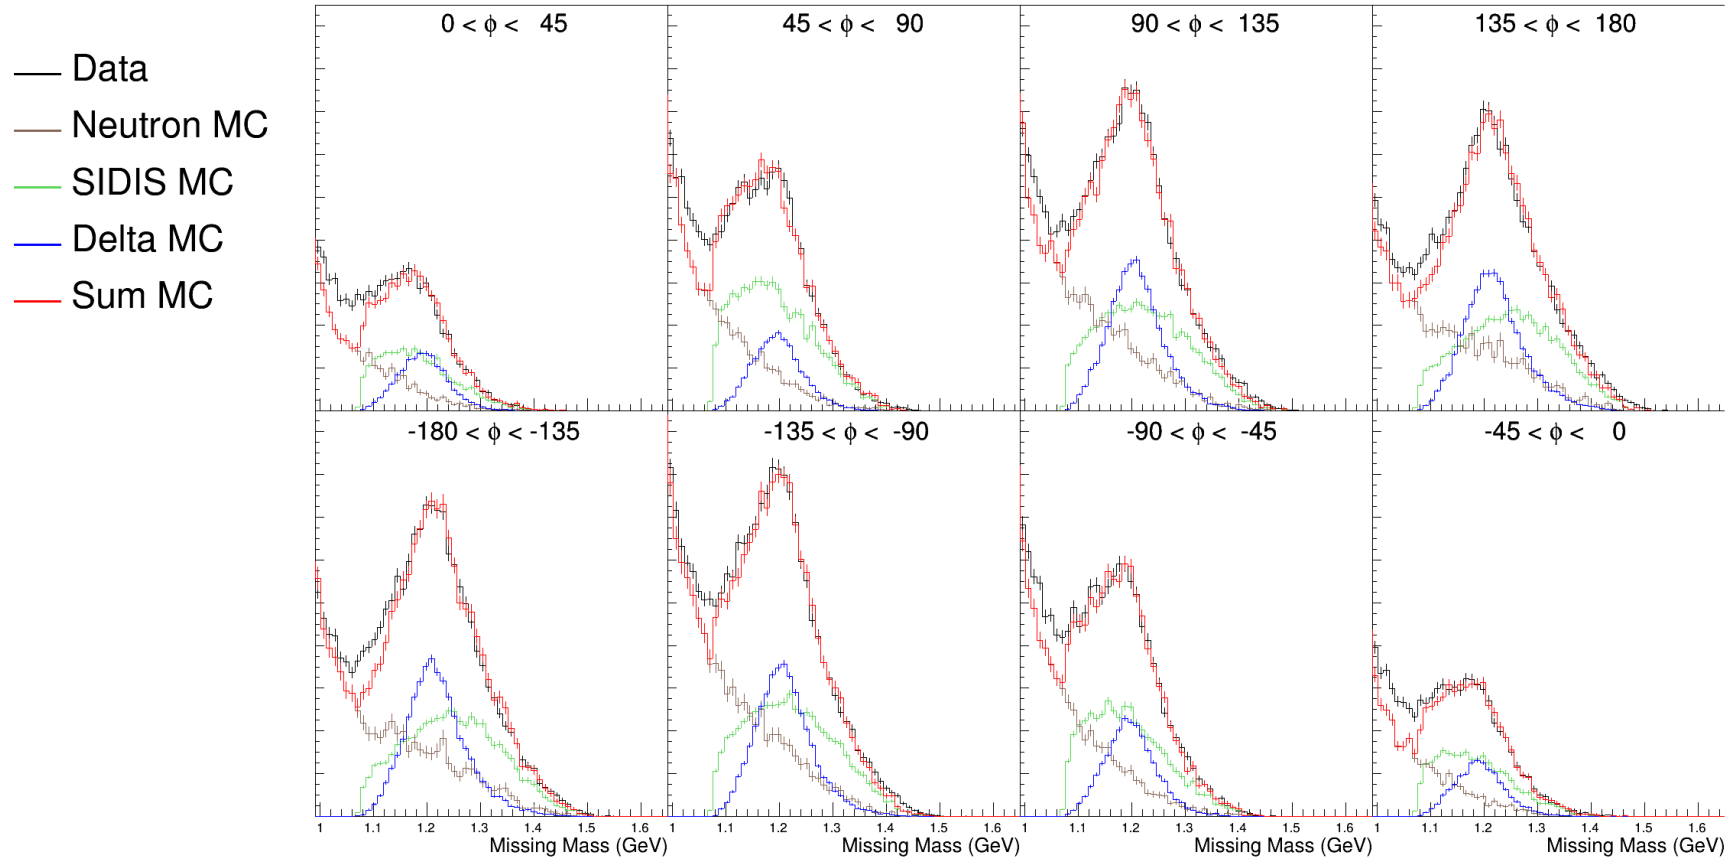 Data
Neutron MC
SIDIS MC
Delta MC
Sum MC
0 < ϕ < 45
45 < ϕ < 90
90 < ϕ < 135
135 < ϕ < 180
-180 < ϕ < -135
-135 < ϕ < -90
-90 < ϕ < -45
-45 < ϕ < 0
1 1.1 1.2 1.3 1.4 1.5 1.6
1 1.1 1.2 1.3 1.4 1.5 1.6
1 1.1 1.2 1.3 1.4 1.5 1.6
1 1.1 1.2 1.3 1.4 1.5 1.6
Missing Mass (GeV)
Missing Mass (GeV)
Missing Mass (GeV)
Missing Mass (GeV)